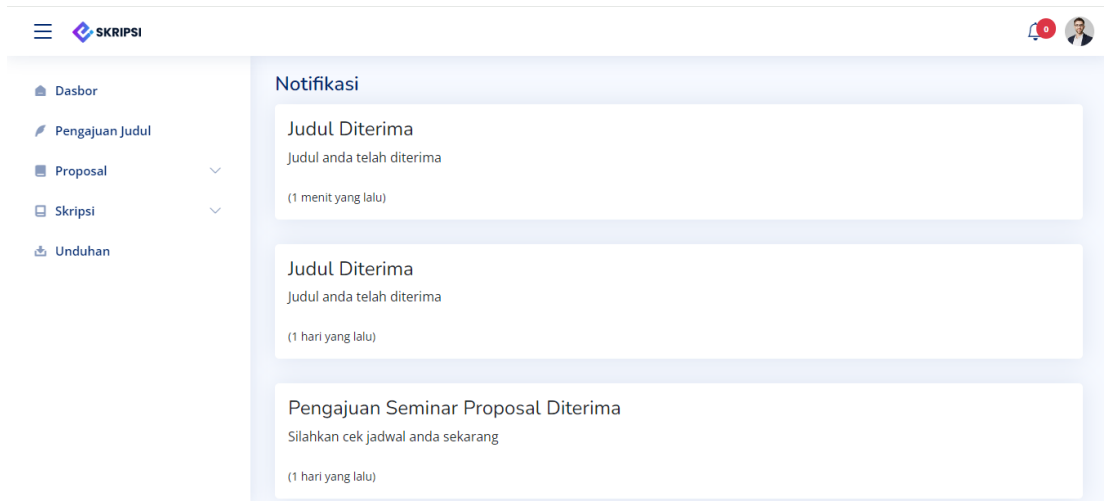 SKRIPSI
0
Dasbor
Pengajuan Judul
Proposal
Skripsi
Unduhan
Notifikasi
Judul Diterima
Judul anda telah diterima
(1 menit yang lalu)
Judul Diterima
Judul anda telah diterima
(1 hari yang lalu)
Pengajuan Seminar Proposal Diterima
Silahkan cek jadwal anda sekarang
(1 hari yang lalu)